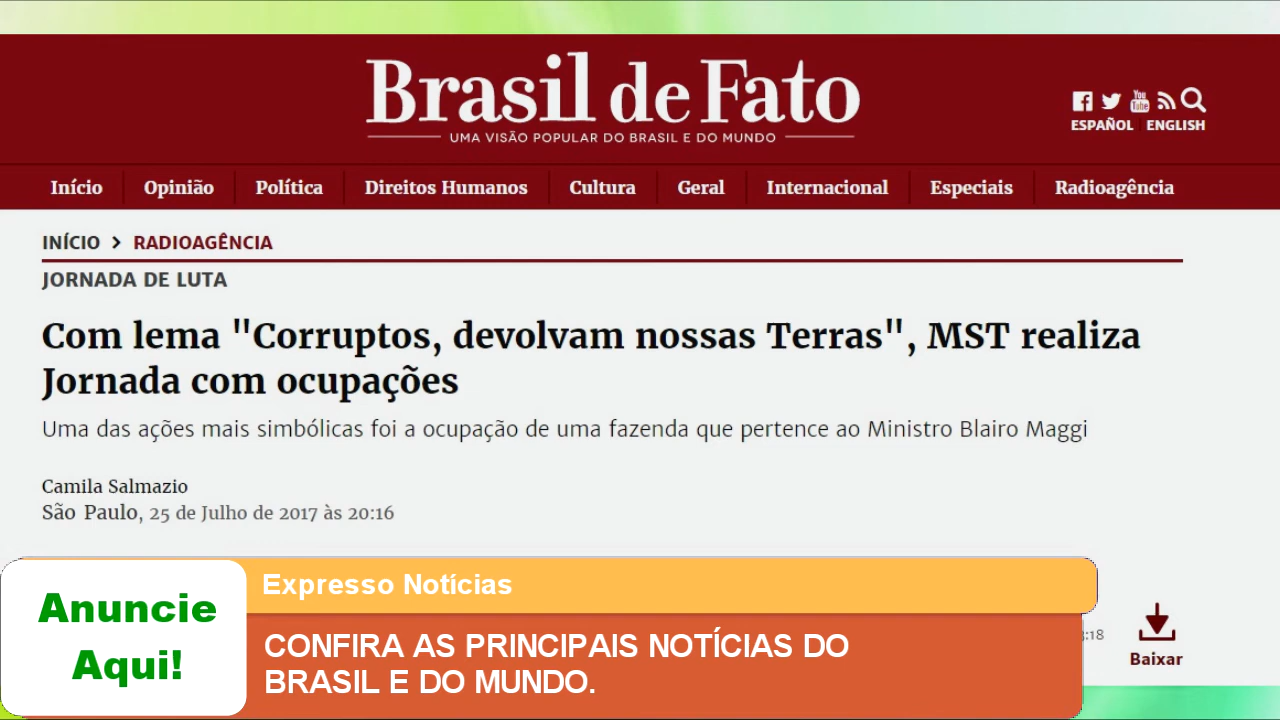 Brasil de Fato
UMA VISÃO POPULAR DO BRASIL E DO MUNDO
You
Tube
ESPAÑOL | ENGLISH
Início Opinião Política Direitos Humanos Cultura Geral Internacional Especiais Radioagência
INÍCIO > RADIOAGÊNCIA
JORNADA DE LUTA
Com lema "Corruptos, devolvam nossas Terras", MST realiza
Jornada com ocupações
Uma das ações mais simbólicas foi a ocupação de uma fazenda que pertence ao Ministro Blairo Maggi
Camila Salmazio
São Paulo, 25 de Julho de 2017 às 20:16
Baixar
Anuncie
Aqui!
Expresso Notícias
CONFIRA AS PRINCIPAIS NOTÍCIAS DO
BRASIL E DO MUNDO.